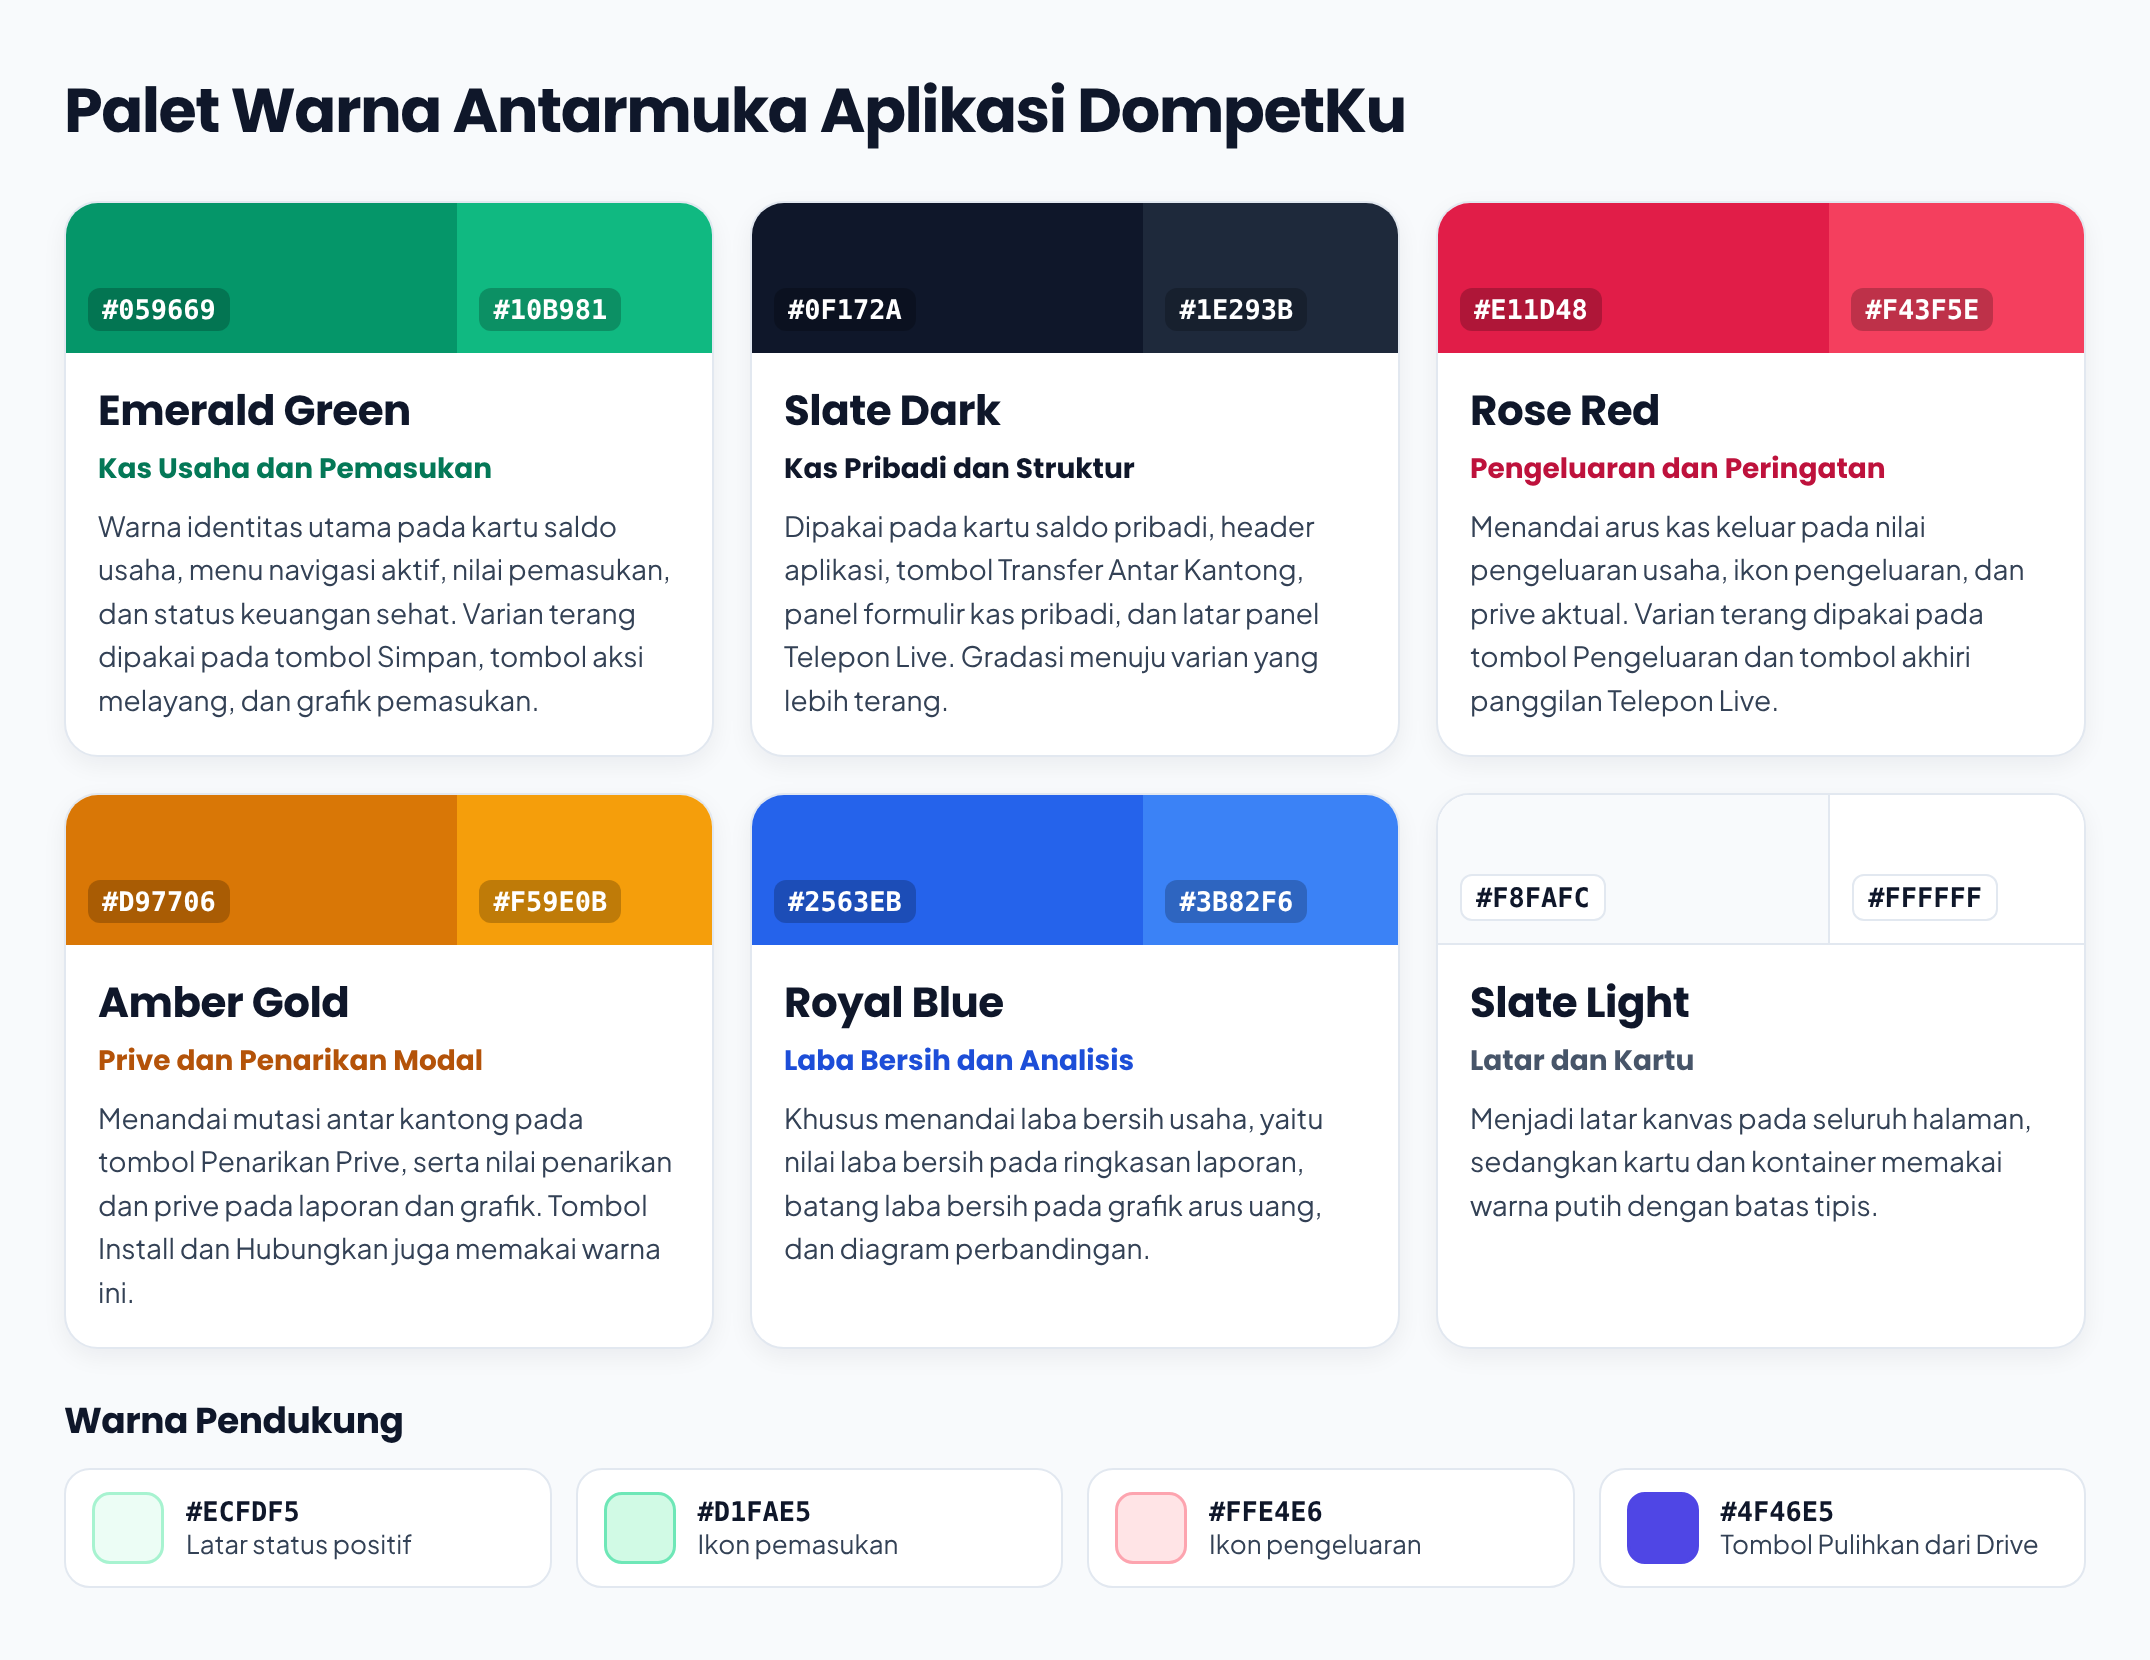 Palet Warna Antarmuka Aplikasi DompetKu
#059669
#10B981
Emerald Green
Kas Usaha dan Pemasukan
Warna identitas utama pada kartu saldo
usaha, menu navigasi aktif, nilai pemasukan,
dan status keuangan sehat. Varian terang
dipakai pada tombol Simpan, tombol aksi
melayang, dan grafik pemasukan.
#0F172A
#1E293B
Slate Dark
Kas Pribadi dan Struktur
Dipakai pada kartu saldo pribadi, header
aplikasi, tombol Transfer Antar Kantong,
panel formulir kas pribadi, dan latar panel
Telepon Live. Gradasi menuju varian yang
lebih terang.
#E11D48
#F43F5E
Rose Red
Pengeluaran dan Peringatan
Menandai arus kas keluar pada nilai
pengeluaran usaha, ikon pengeluaran, dan
prive aktual. Varian terang dipakai pada
tombol Pengeluaran dan tombol akhiri
panggilan Telepon Live.
#D97706
#F59E0B
Amber Gold
Prive dan Penarikan Modal
Menandai mutasi antar kantong pada
tombol Penarikan Prive, serta nilai penarikan
dan prive pada laporan dan grafik. Tombol
Install dan Hubungkan juga memakai warna
ini.
#2563EB
#3B82F6
Royal Blue
Laba Bersih dan Analisis
Khusus menandai laba bersih usaha, yaitu
nilai laba bersih pada ringkasan laporan,
batang laba bersih pada grafik arus uang,
dan diagram perbandingan.
#F8FAFC
#FFFFFF
Slate Light
Latar dan Kartu
Menjadi latar kanvas pada seluruh halaman,
sedangkan kartu dan kontainer memakai
warna putih dengan batas tipis.
Warna Pendukung
#ECFDF5
Latar status positif
#D1FAE5
Ikon pemasukan
#FFE4E6
Ikon pengeluaran
#4F46E5
Tombol Pulihkan dari Drive